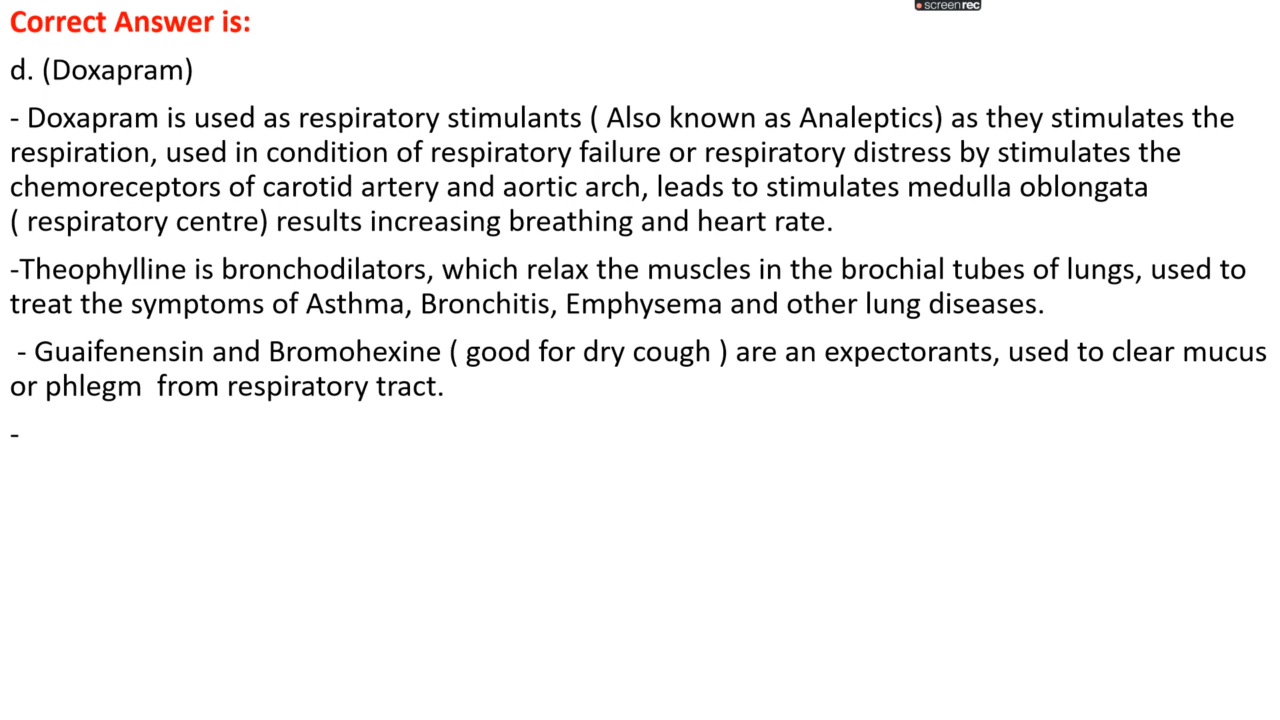 screenrec
Correct Answer is:
d. (Doxapram)
- Doxapram is used as respiratory stimulants ( Also known as Analeptics) as they stimulates the
respiration, used in condition of respiratory failure or respiratory distress by stimulates the
chemoreceptors of carotid artery and aortic arch, leads to stimulates medulla oblongata
( respiratory centre) results increasing breathing and heart rate.
-Theophylline is bronchodilators, which relax the muscles in the brochial tubes of lungs, used to
treat the symptoms of Asthma, Bronchitis, Emphysema and other lung diseases.
- Guaifenensin and Bromohexine ( good for dry cough ) are an expectorants, used to clear mucus
or phlegm  from respiratory tract.
-